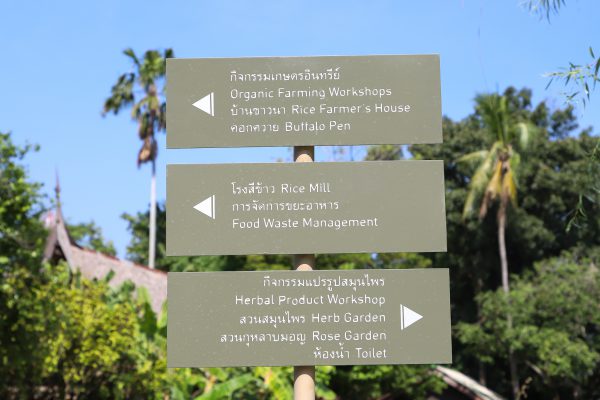 กิจกรรมเกษตรอินทรีย์
Organic Farming Workshops
บ้านชาวนา Rice Farmer's House
คอกควาย Buffalo Pen
โรงสีข้าว Rice Mill
การจัดการขยะอาหาร
Food Waste Management
กิจกรรมแปรรูปสมุนไพร
Herbal Product Workshop
สวนสมุนไพร Herb Garden
สวนกุหลาบมอญ Rose Garden
ห้องน้ำ Toilet